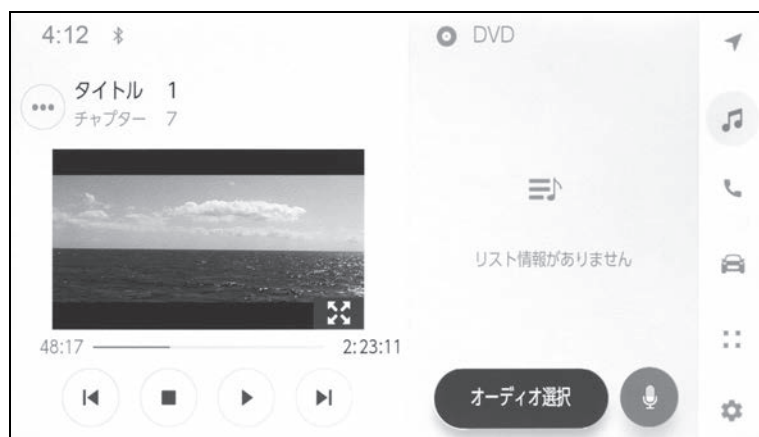 4:12
タイトル 1
チャプター 7
48:17 2:23:11
DVD
リスト情報がありません
オーディオ選択